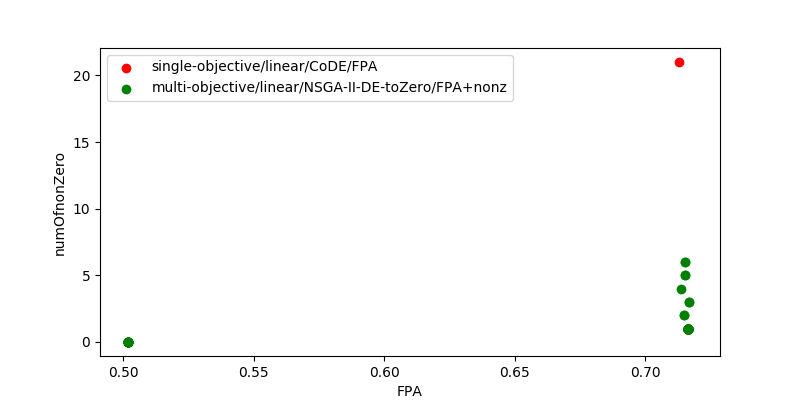 single-objective/linear/CoDE/FPA
multi-objective/linear/NSGA-II-DE-toZero/FPA+nonz
20
15
10
5
0
numOfnonZero
0.50 0.55 0.60 0.65 0.70
FPA